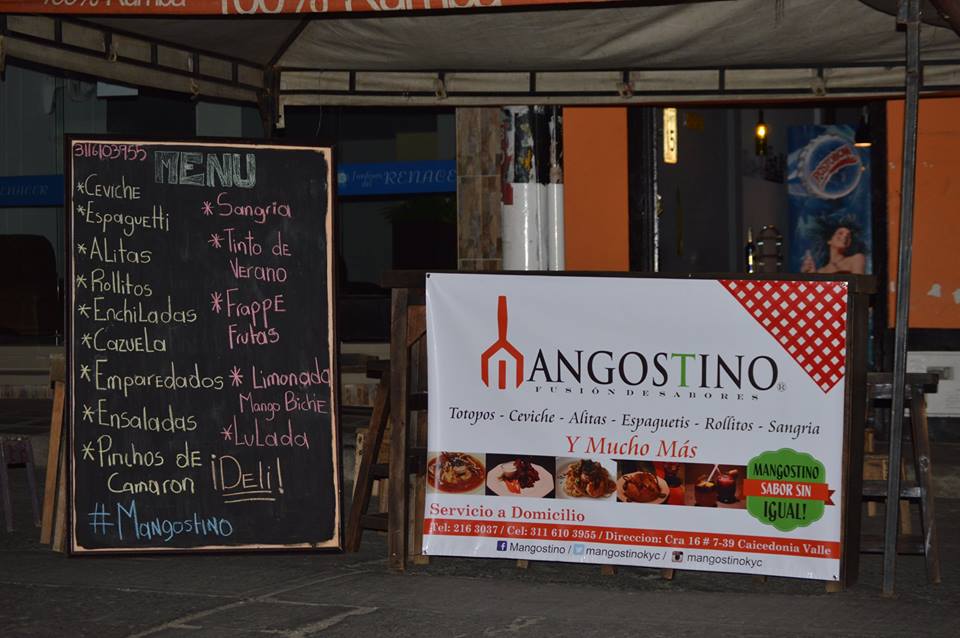 100% Rumba
100% Rumba
3116103955
MENU
*Ceviche
*Espaguetti
*Alitas
*Rollitos
*Enchiladas
*Cazuela
*Emparedados
*Ensaladas
*Pinchos de
Camaron
#Mangostino
*Sangria
*Tinto de
Verano
*Frappe
Frutas
*Limonada
Mango Biche
*Lulada
¡Deli!
Jardines
del RENACER
MANGOSTINO®
FUSIÓN DE SABORES
Totopos - Ceviche - Alitas - Espaguetis - Rollitos - Sangria
Y Mucho Más
MANGOSTINO
SABOR SIN
IGUAL!
Servicio a Domicilio
Tel: 216 3037 / Cel: 311 610 3955 / Direccion: Cra 16 # 7-39 Caicedonia Valle
Mangostino / mangostinokyc / mangostinokyc